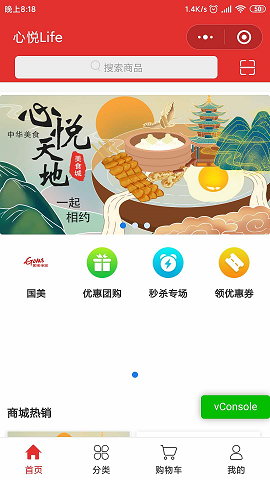 晚上8:18
1.4K/s
50
心悦Life
搜索商品
中华美食
心悦天地
美食城
一起
相约
Gome
国美
优惠团购
秒杀专场
领优惠券
商城热销
vConsole
首页
分类
购物车
我的